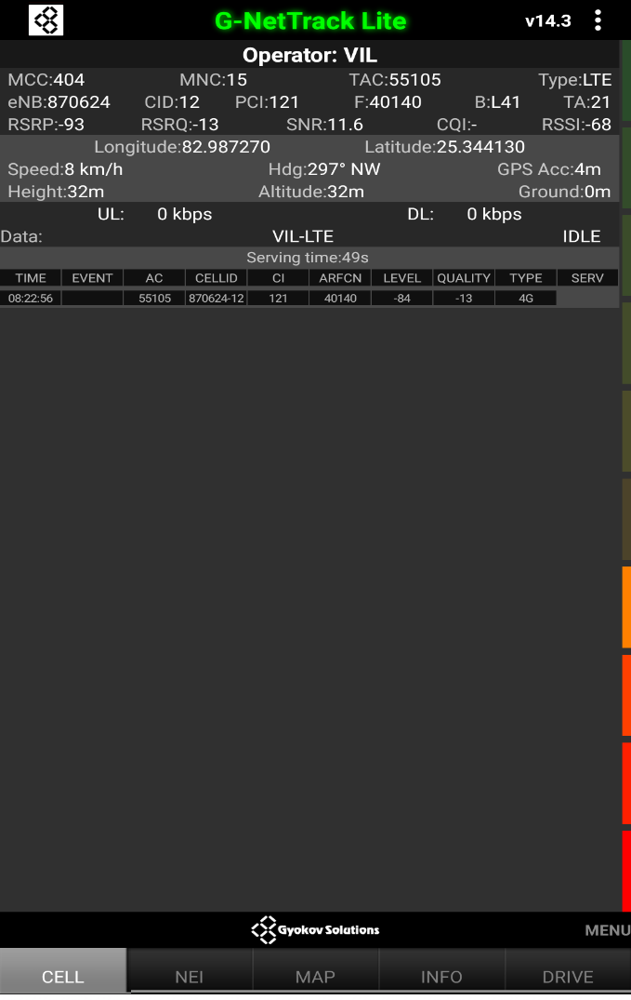 G-NetTrack Lite v14.3
Operator: VIL
MCC:404 MNC:15 TAC:55105 Type:LTE
eNB:870624 CID:12 PCI:121 F:40140 B:L41 TA:21
RSRP:-93 RSRQ:-13 SNR:11.6 CQI:- RSSI:-68
Longitude:82.987270 Latitude:25.344130
Speed:8 km/h Hdg:297° NW GPS Acc:4m
Height:32m Altitude:32m Ground:0m
UL: 0 kbps DL: 0 kbps
Data: VIL-LTE IDLE
Serving time:49s
TIME EVENT AC CELLID CI ARFCN LEVEL QUALITY TYPE SERV
08:22:56 55105 870624-12 121 40140 -84 -13 4G
Gyokov Solutions MENU
CELL NEI MAP INFO DRIVE